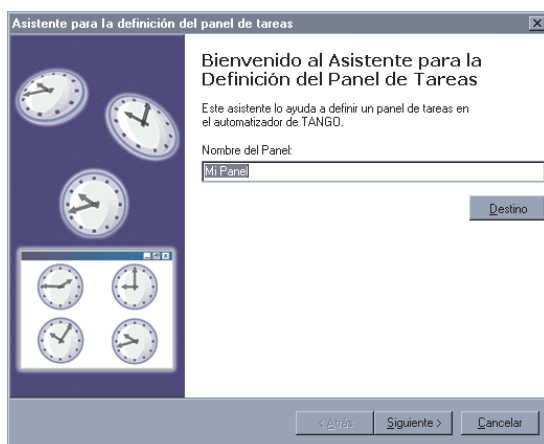 Asistente para la definición del panel de tareas
Bienvenido al Asistente para la
Definición del Panel de Tareas
Este asistente lo ayuda a definir un panel de tareas en
el automatizador de TANGO.
Nombre del Panel:
Mi Panel
Destino
< Atrás
Siguiente >
Cancelar